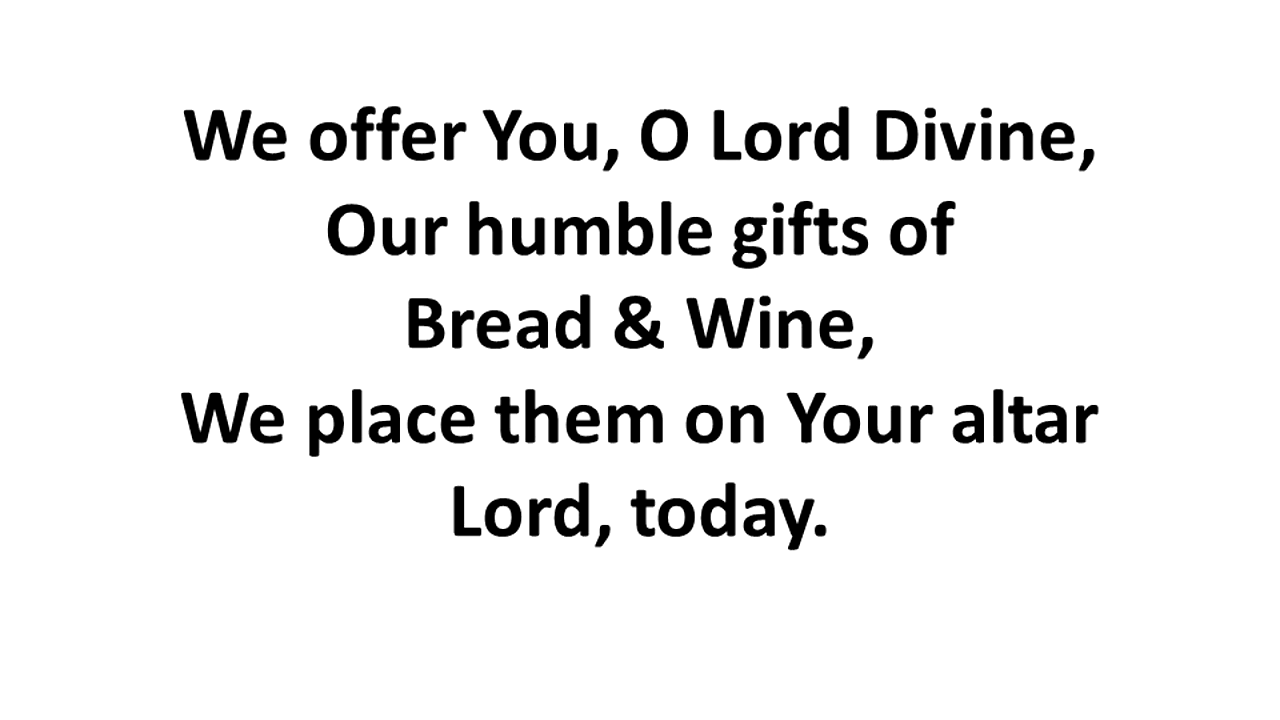 We offer You, O Lord Divine,
Our humble gifts of
Bread & Wine,
We place them on Your altar
Lord, today.